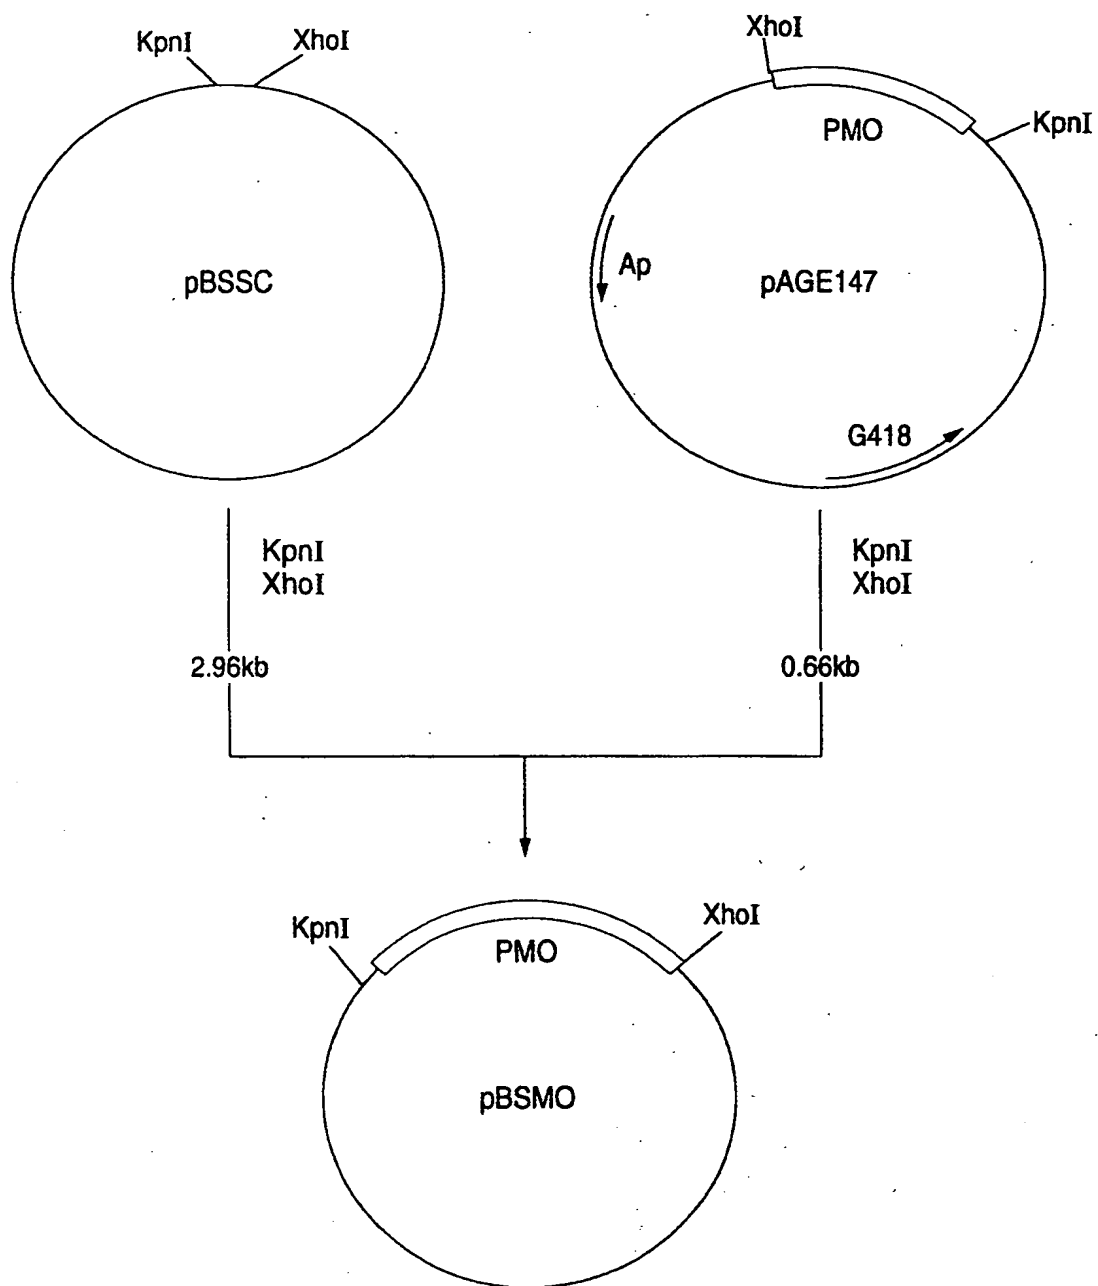 KpnI
XhoI
pBSSC
XhoI
PMO
KpnI
Ap
pAGE147
G418
KpnI
XhoI
2.96kb
KpnI
XhoI
0.66kb
KpnI
PMO
XhoI
pBSMO